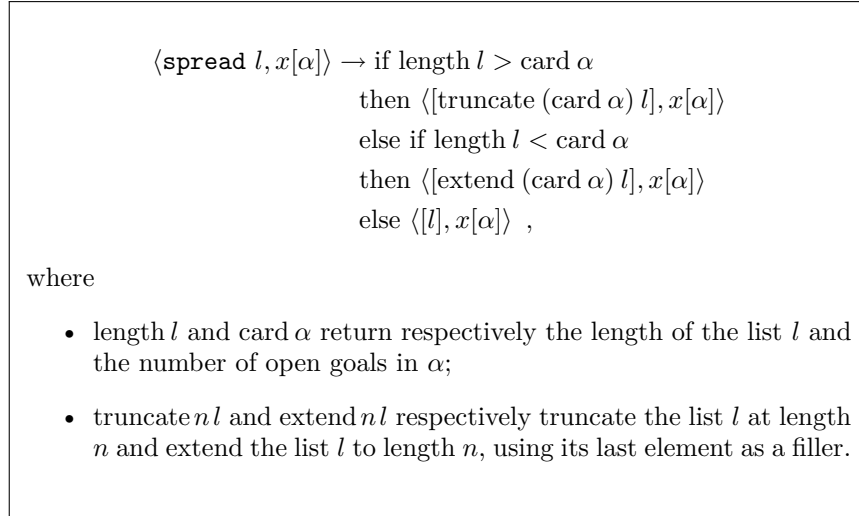 ⟨spread l, x[α]⟩ → if length l > card α
then ⟨[truncate (card α) l], x[α]⟩
else if length l < card α
then ⟨[extend (card α) l], x[α]⟩
else ⟨[l], x[α]⟩ ,
where
• length l and card α return respectively the length of the list l and
the number of open goals in α;
• truncate n l and extend n l respectively truncate the list l at length
n and extend the list l to length n, using its last element as a filler.